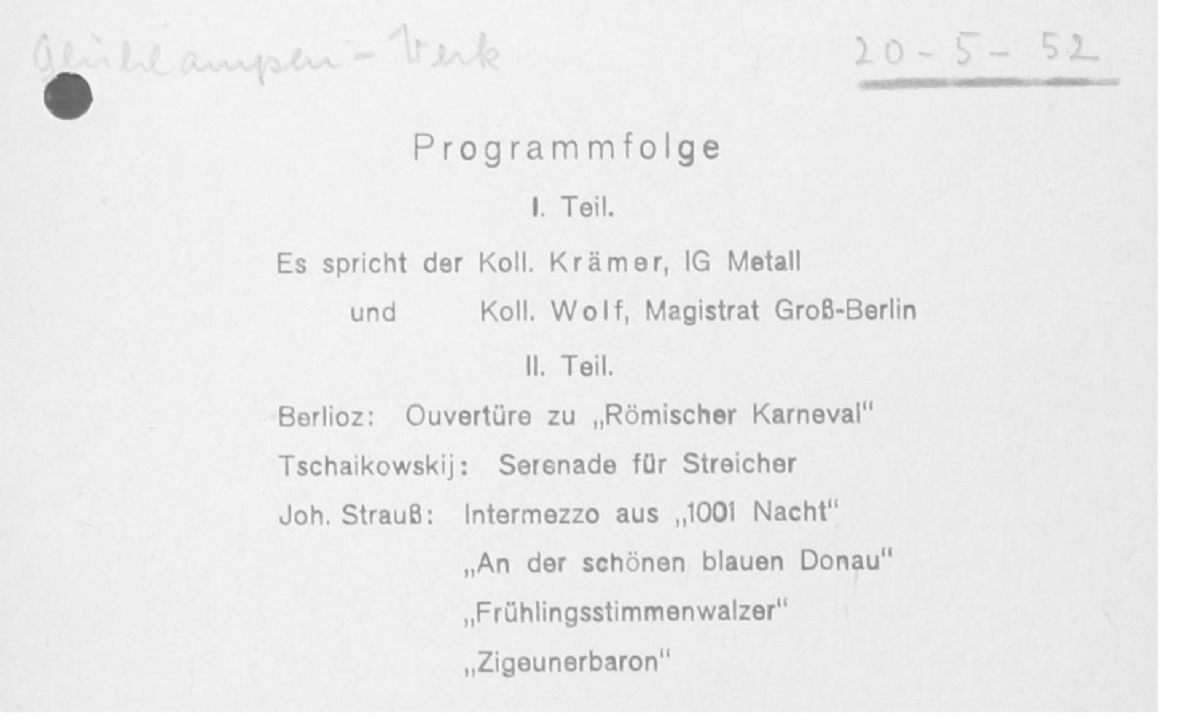 Glühlampen-Werk 20-5-52
Programmfolge
I. Teil.
Es spricht der Koll. Krämer, IG Metall
und Koll. Wolf, Magistrat Groß-Berlin
II. Teil.
Berlioz: Ouvertüre zu „Römischer Karneval“
Tschaikowskij: Serenade für Streicher
Joh. Strauß: Intermezzo aus „1001 Nacht“
„An der schönen blauen Donau“
„Frühlingsstimmenwalzer“
„Zigeunerbaron“